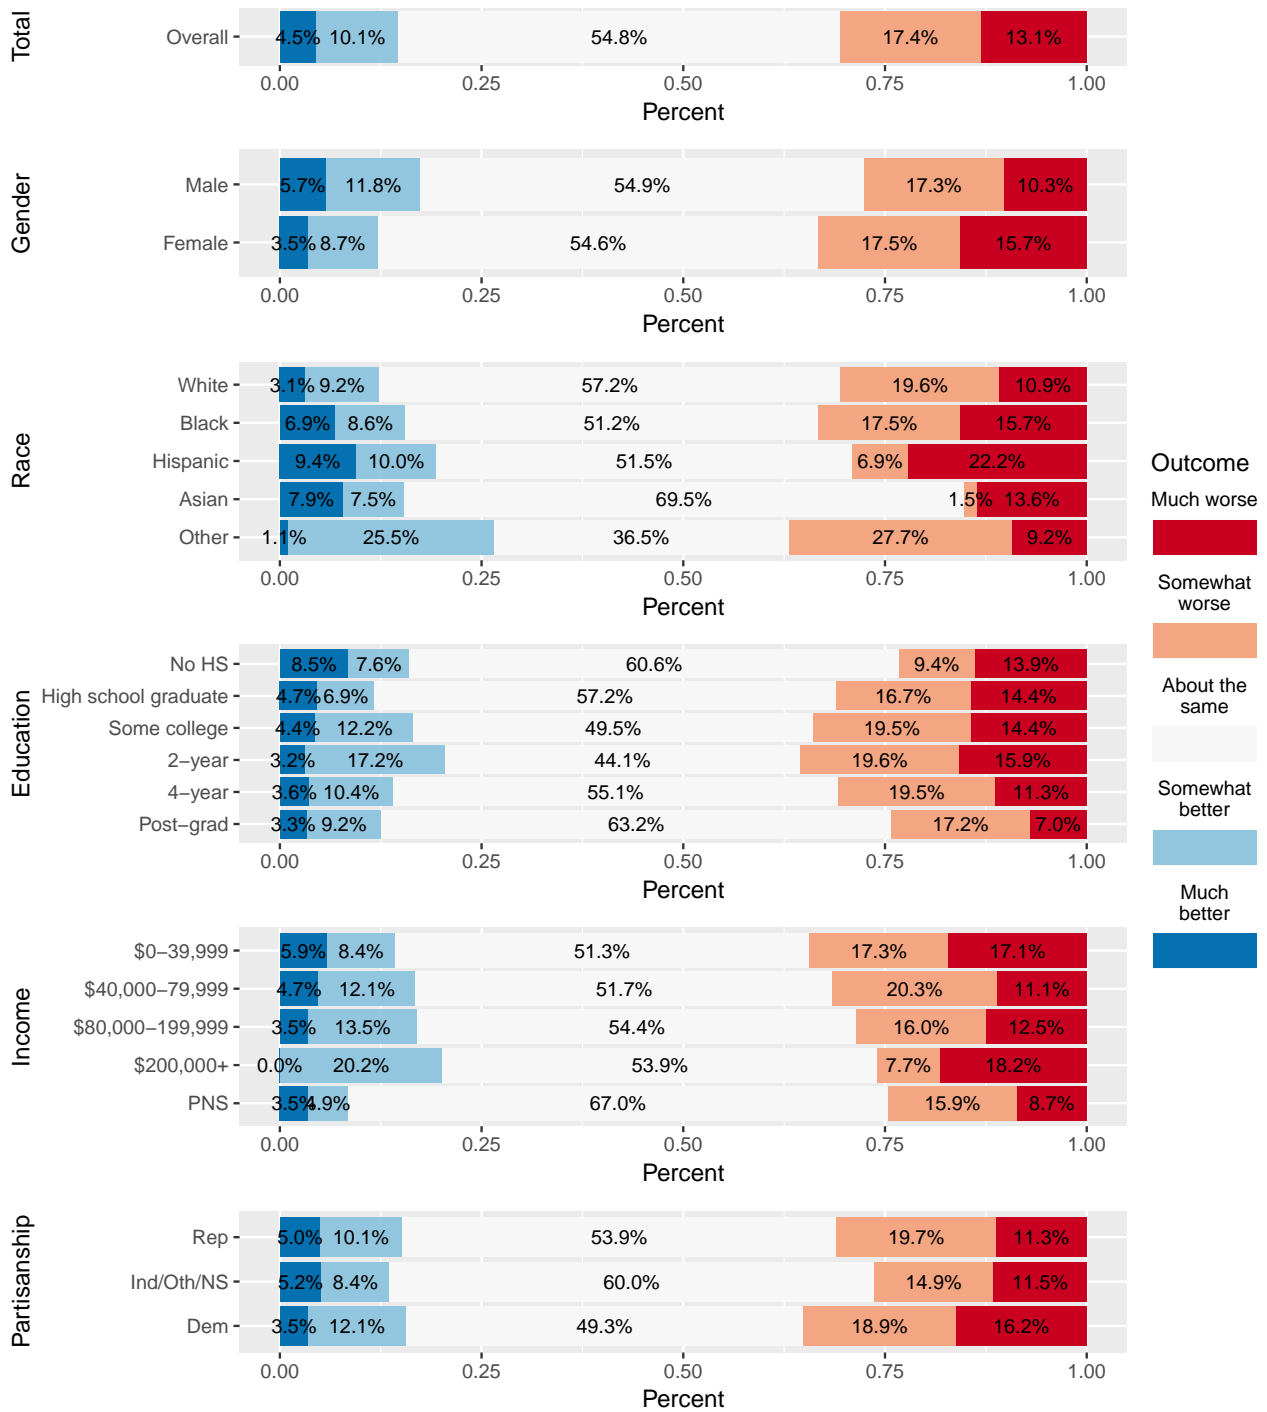 Total
Overall
4.5% 10.1% 54.8% 17.4% 13.1%
0.00 0.25 0.50 0.75 1.00
Percent
Gender
Male
5.7% 11.8% 54.9% 17.3% 10.3%
Female
3.5% 8.7% 54.6% 17.5% 15.7%
0.00 0.25 0.50 0.75 1.00
Percent
Race
White
3.1% 9.2% 57.2% 19.6% 10.9%
Black
6.9% 8.6% 51.2% 17.5% 15.7%
Hispanic
9.4% 10.0% 51.5% 6.9% 22.2%
Asian
7.9% 7.5% 69.5% 1.5% 13.6%
Other
1.1% 25.5% 36.5% 27.7% 9.2%
0.00 0.25 0.50 0.75 1.00
Percent
Education
No HS
8.5% 7.6% 60.6% 9.4% 13.9%
High school graduate
4.7% 6.9% 57.2% 16.7% 14.4%
Some college
4.4% 12.2% 49.5% 19.5% 14.4%
2−year
3.2% 17.2% 44.1% 19.6% 15.9%
4−year
3.6% 10.4% 55.1% 19.5% 11.3%
Post−grad
3.3% 9.2% 63.2% 17.2% 7.0%
0.00 0.25 0.50 0.75 1.00
Percent
Income
$0−39,999
5.9% 8.4% 51.3% 17.3% 17.1%
$40,000−79,999
4.7% 12.1% 51.7% 20.3% 11.1%
$80,000−199,999
3.5% 13.5% 54.4% 16.0% 12.5%
$200,000+
0.0% 20.2% 53.9% 7.7% 18.2%
PNS
3.5% 4.9% 67.0% 15.9% 8.7%
0.00 0.25 0.50 0.75 1.00
Percent
Partisanship
Rep
5.0% 10.1% 53.9% 19.7% 11.3%
Ind/Oth/NS
5.2% 8.4% 60.0% 14.9% 11.5%
Dem
3.5% 12.1% 49.3% 18.9% 16.2%
0.00 0.25 0.50 0.75 1.00
Percent
Outcome
Much worse
Somewhat
worse
About the
same
Somewhat
better
Much
better